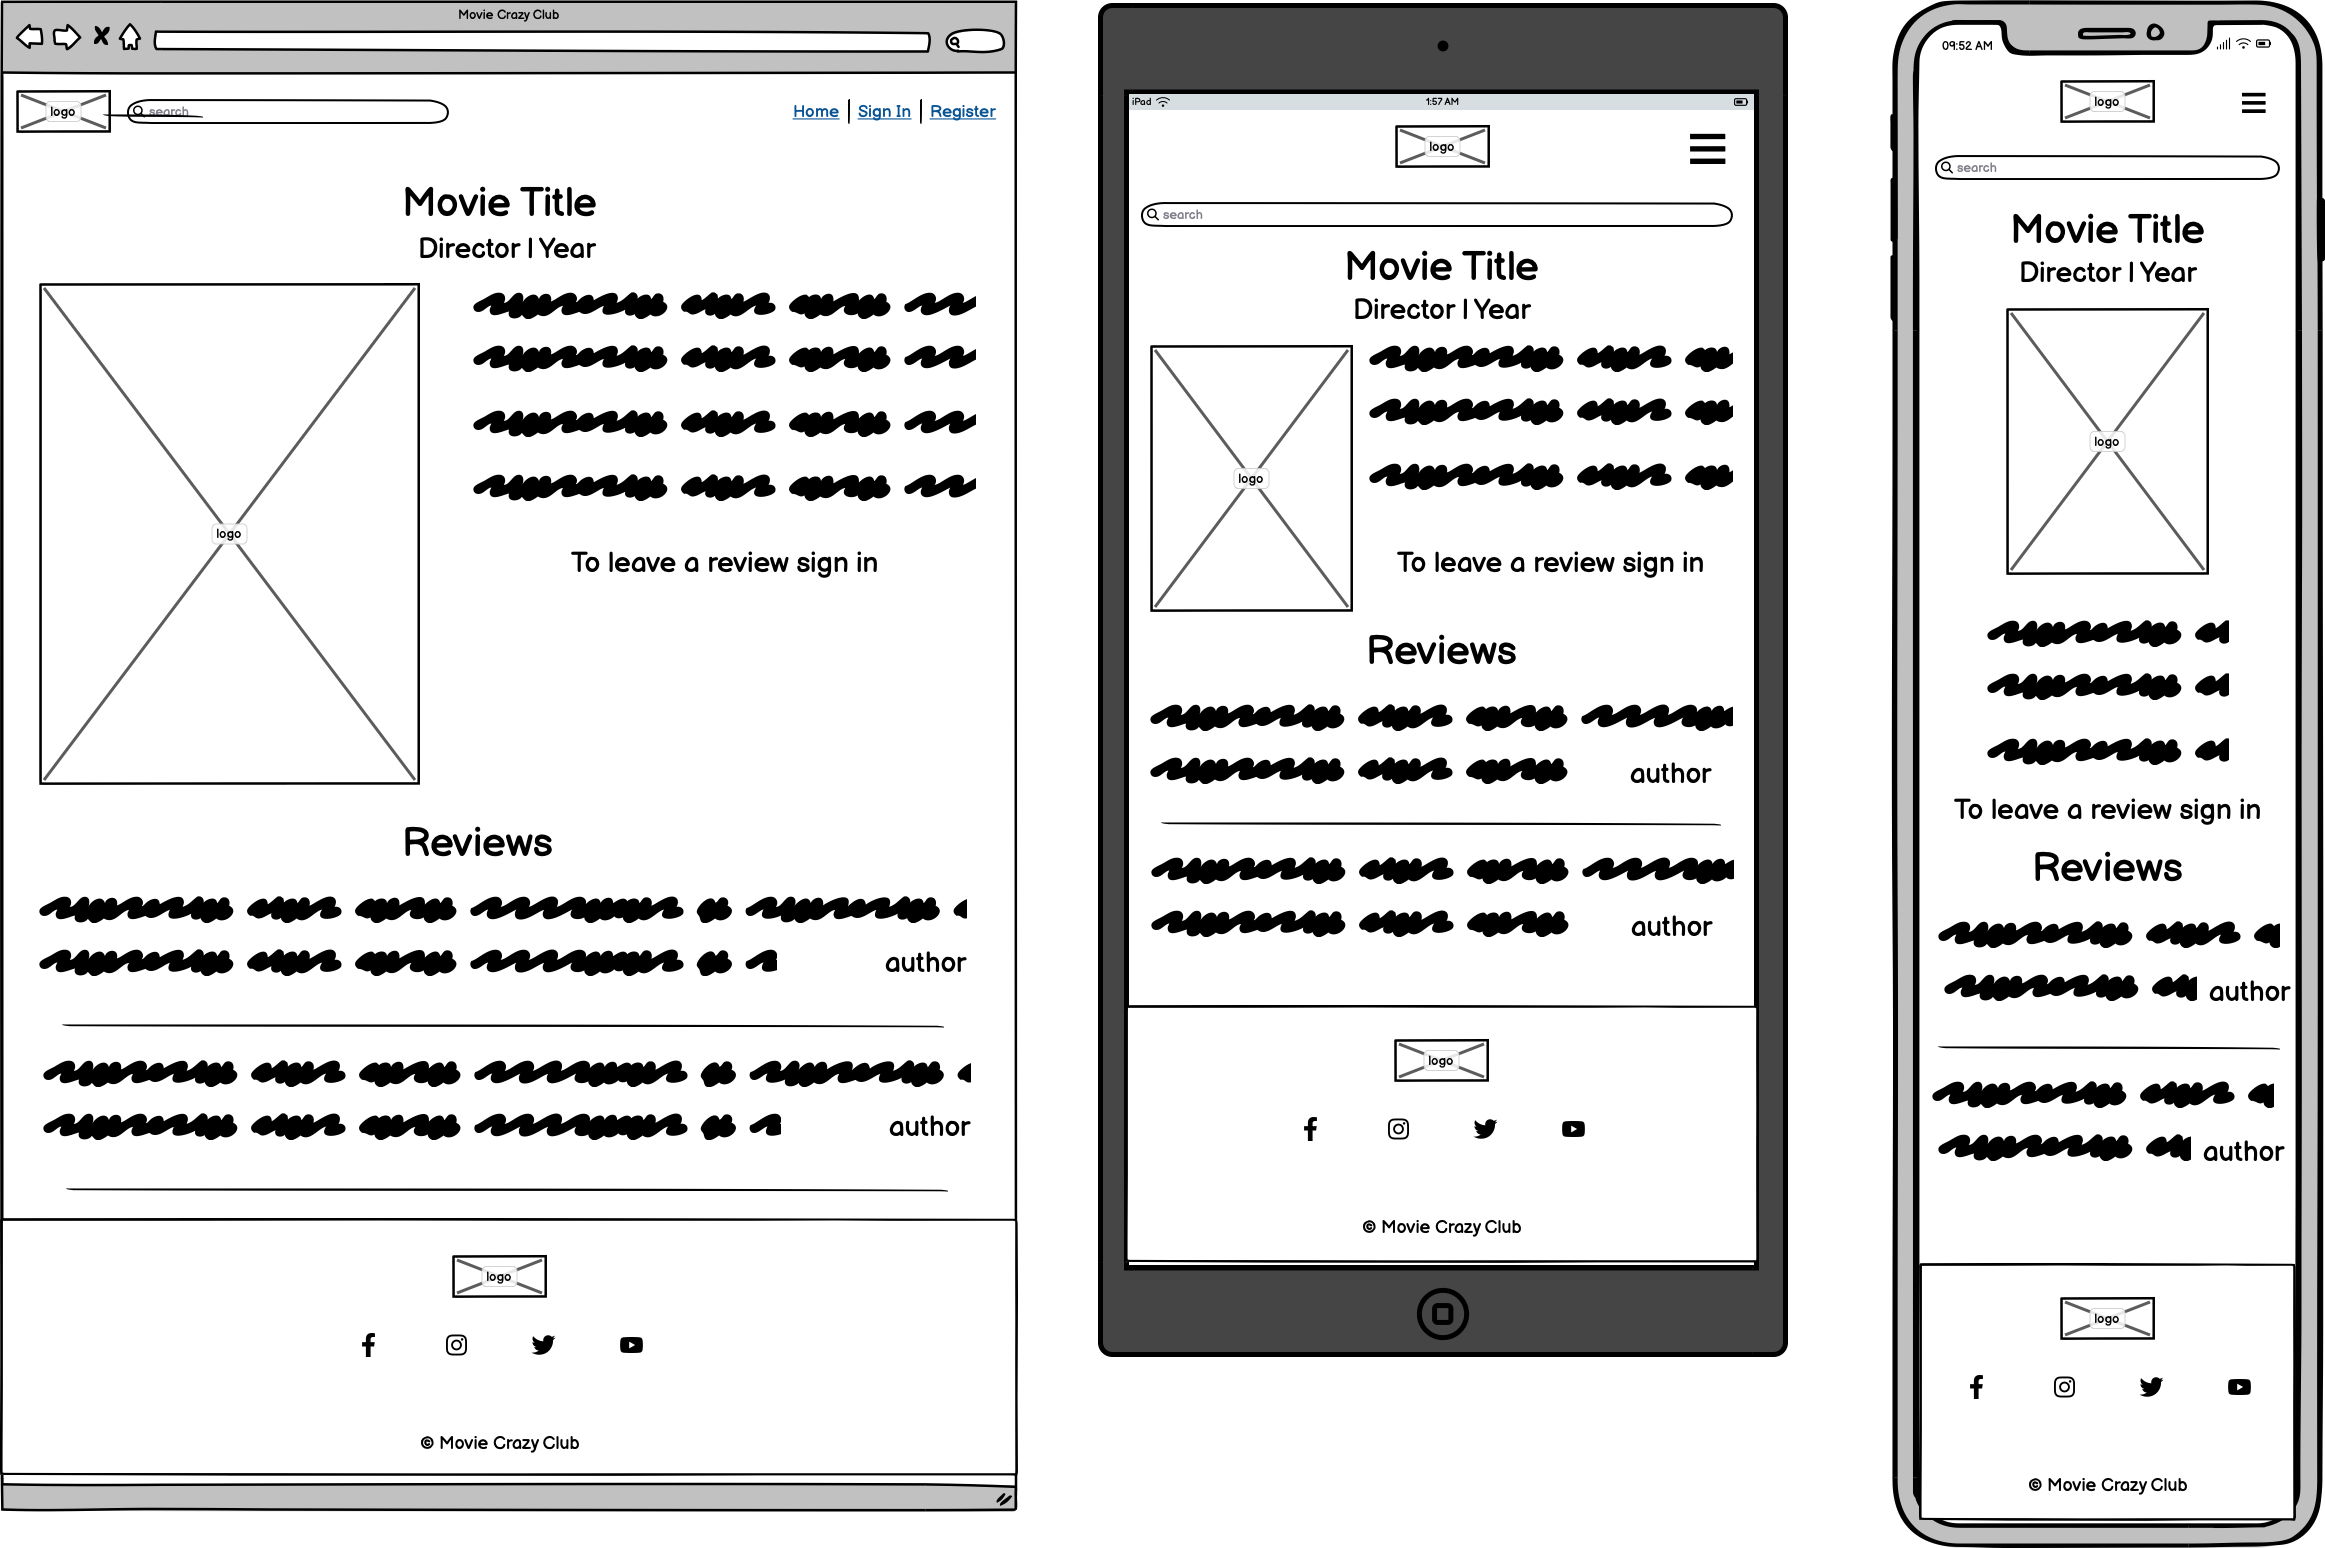 Movie Crazy Club
logo
search
Home | Sign In | Register
Movie Title
Director | Year
logo
To leave a review sign in
Reviews
author
author
logo
© Movie Crazy Club
iPad
1:57 AM
logo
search
Movie Title
Director | Year
logo
To leave a review sign in
Reviews
author
author
logo
© Movie Crazy Club
09:52 AM
logo
search
Movie Title
Director | Year
logo
To leave a review sign in
Reviews
author
author
logo
© Movie Crazy Club